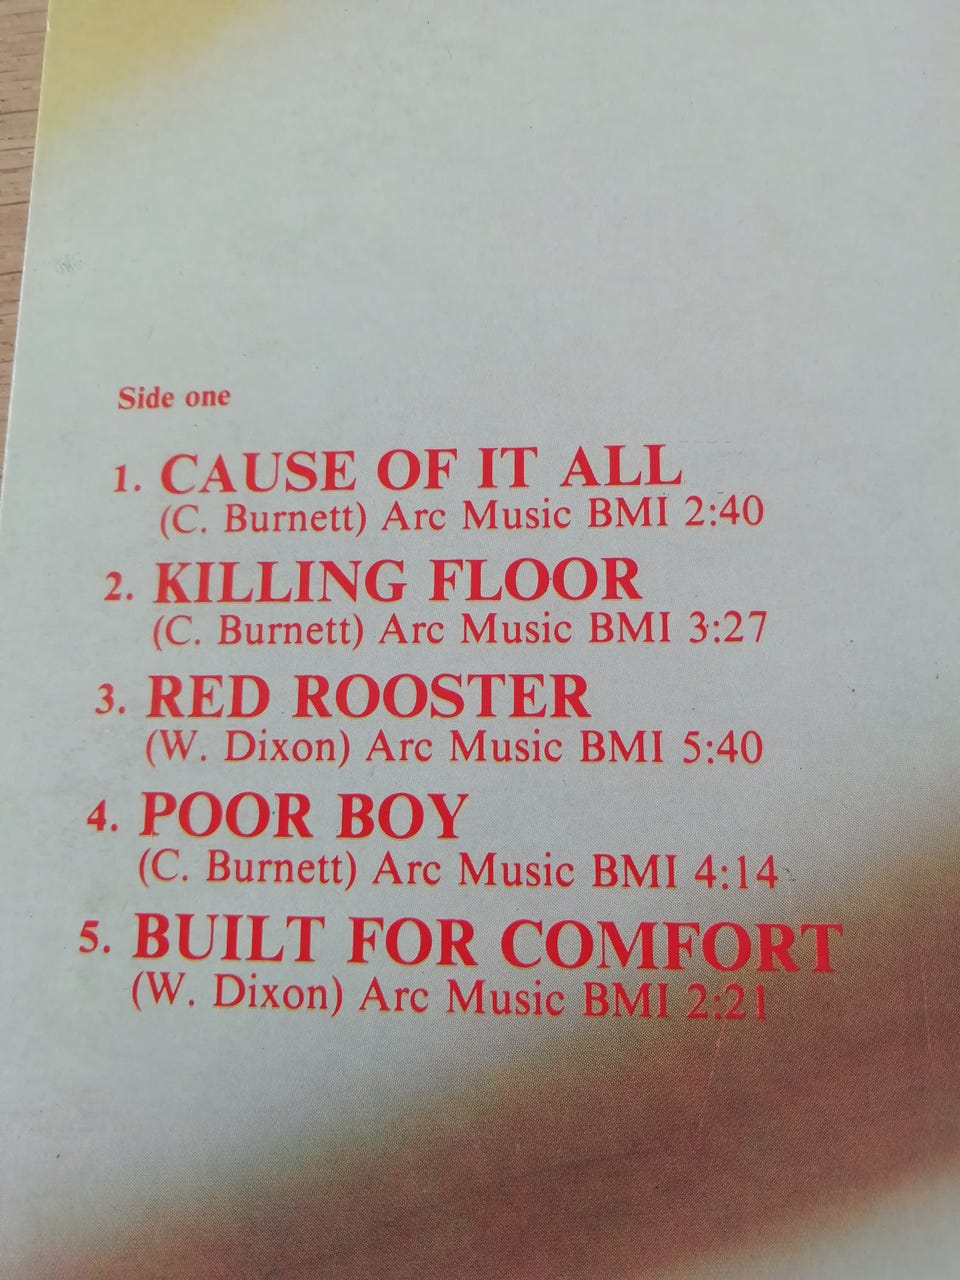 Side one
1. CAUSE OF IT ALL
(C. Burnett) Arc Music BMI 2:40
2. KILLING FLOOR
(C. Burnett) Arc Music BMI 3:27
3. RED ROOSTER
(W. Dixon) Arc Music BMI 5:40
4. POOR BOY
(C. Burnett) Arc Music BMI 4:14
5. BUILT FOR COMFORT
(W. Dixon) Arc Music BMI 2:21